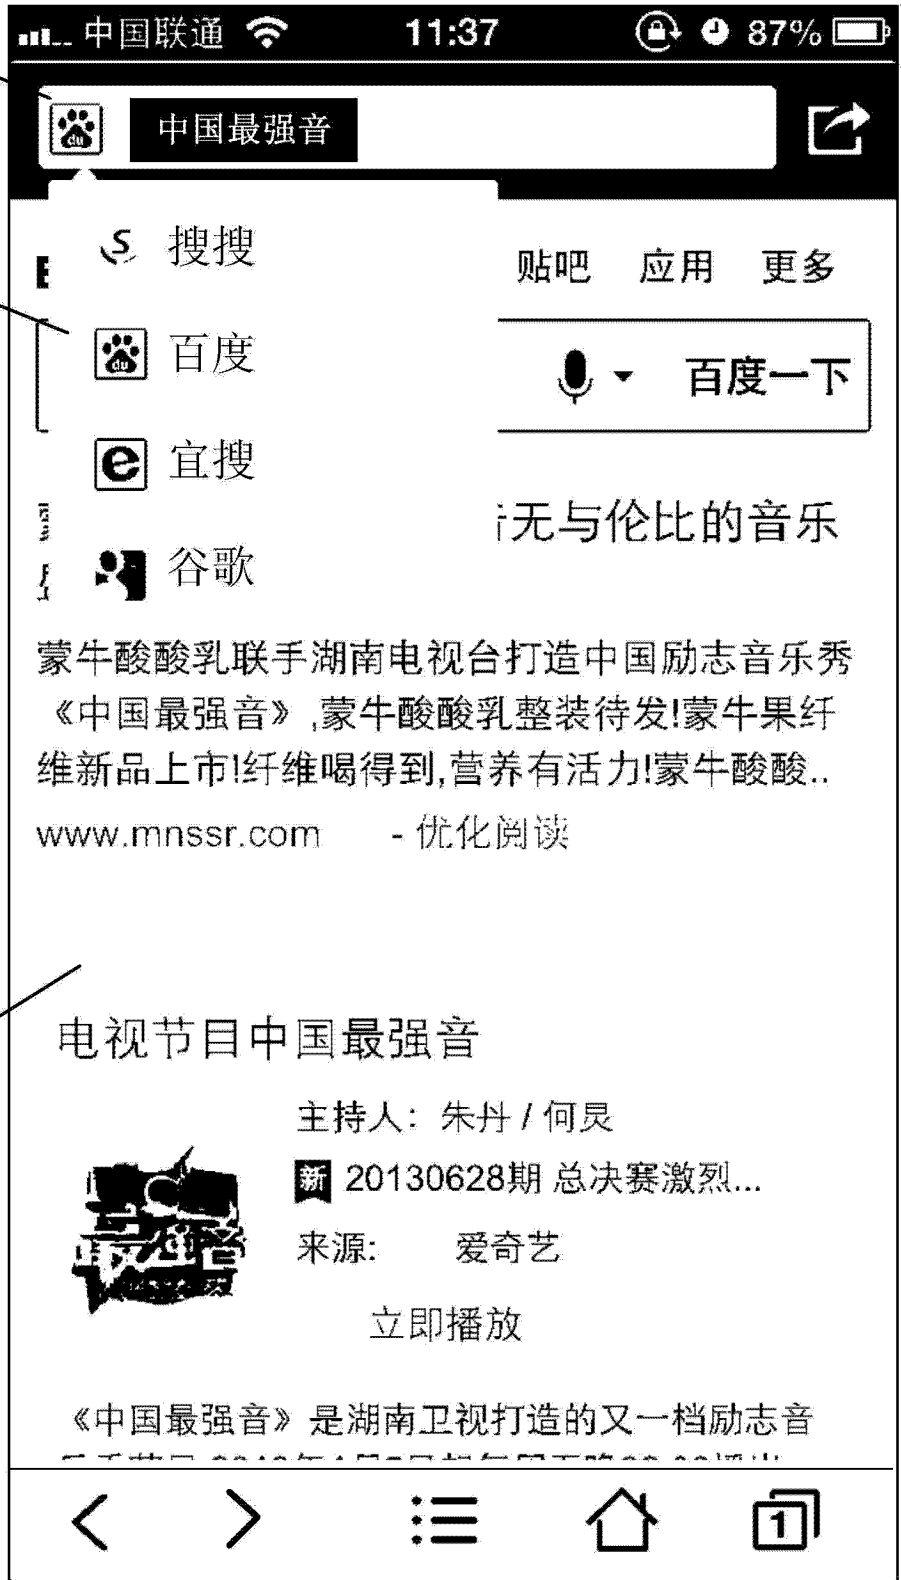 中国联通 11:37 87%
du 中国最强音
搜搜
贴吧 应用 更多
du 百度
百度一下
e 宜搜
无与伦比的音乐
谷歌
蒙牛酸酸乳联手湖南电视台打造中国励志音乐秀
《中国最强音》,蒙牛酸酸乳整装待发!蒙牛果纤
维新品上市!纤维喝得到,营养有活力!蒙牛酸酸..
www.mnssr.com - 优化阅读
电视节目中国最强音
主持人: 朱丹 / 何炅
新 20130628期 总决赛激烈...
来源: 爱奇艺
最强音
立即播放
《中国最强音》是湖南卫视打造的又一档励志音
1